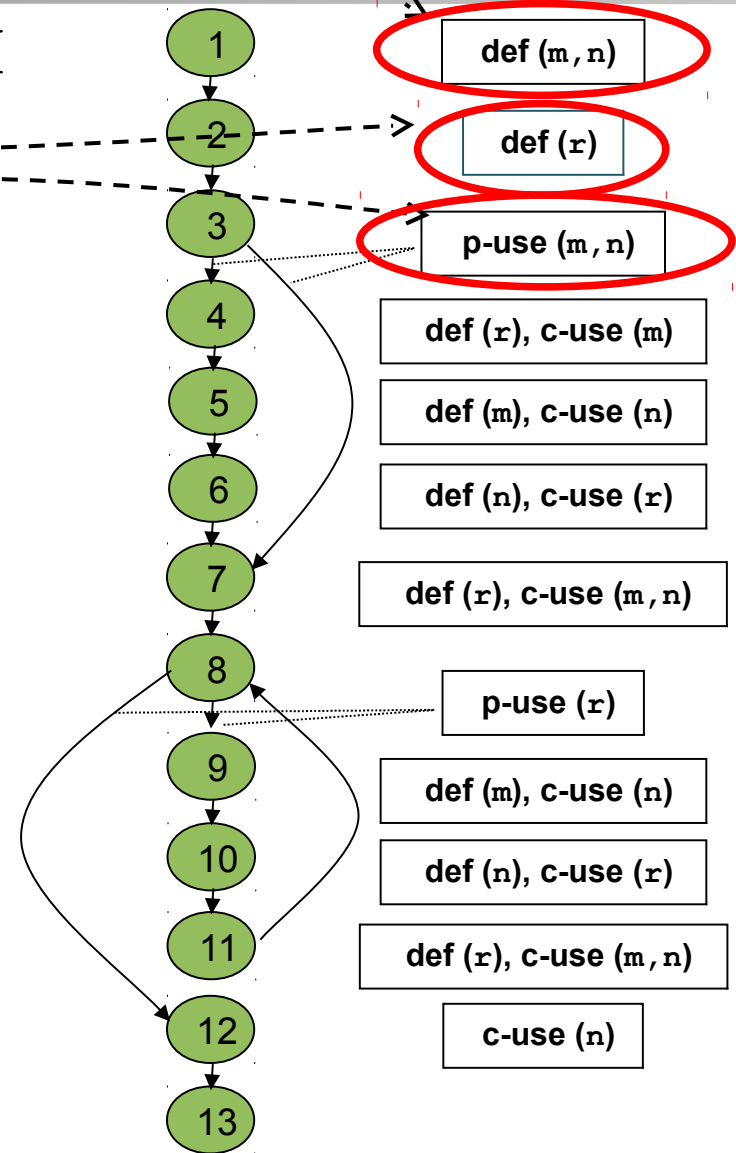 1 def (m,n)
2 def (r)
3 p-use (m,n)
4 def (r), c-use (m)
5 def (m), c-use (n)
6 def (n), c-use (r)
7 def (r), c-use (m,n)
8 p-use (r)
9 def (m), c-use (n)
10 def (n), c-use (r)
11 def (r), c-use (m,n)
12 c-use (n)
13